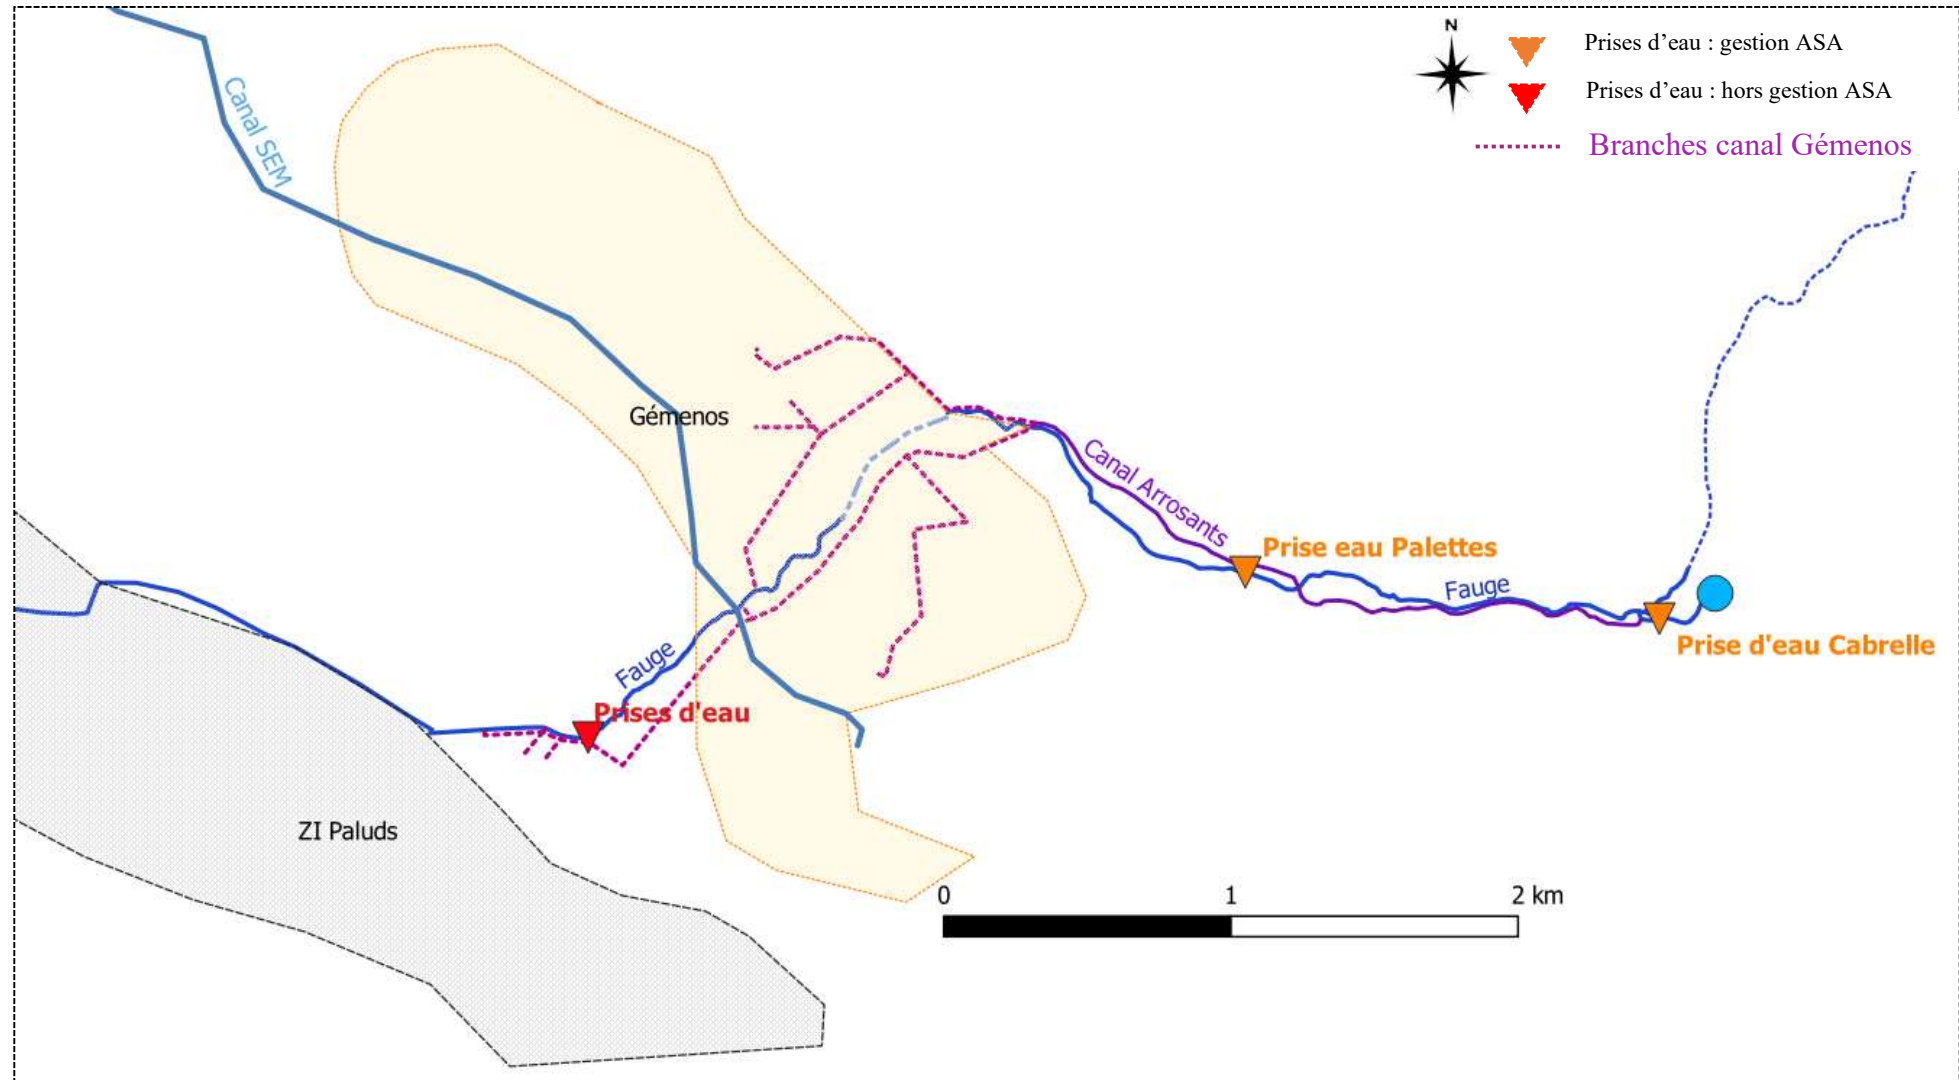 N
Prises d’eau : gestion ASA
Prises d’eau : hors gestion ASA
Branches canal Gémenos
Canal SEM
Gémenos
Canal Arrosants
Prise eau Palettes
Fauge
Prise d'eau Cabrelle
Fauge
Prises d'eau
ZI Paluds
0 1 2 km